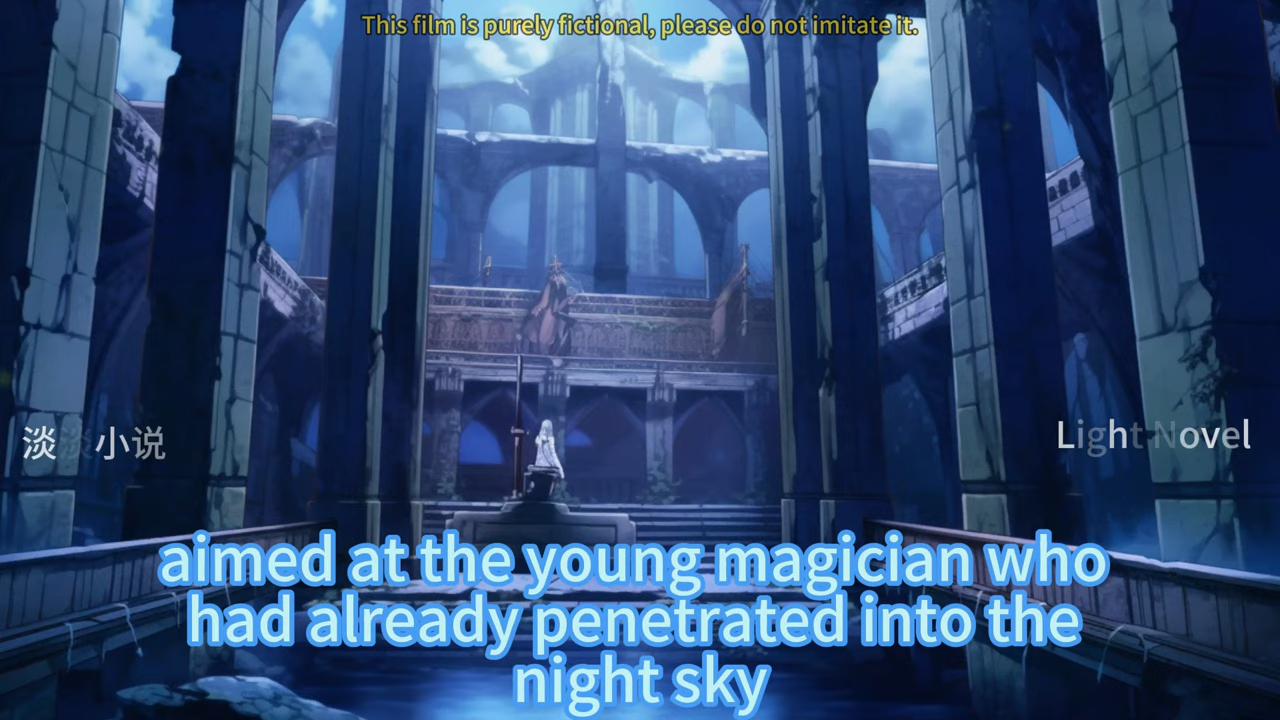 This film is purely fictional, please do not imitate it.
淡淡小说
Light Novel
aimed at the young magician who
had already penetrated into the
night sky